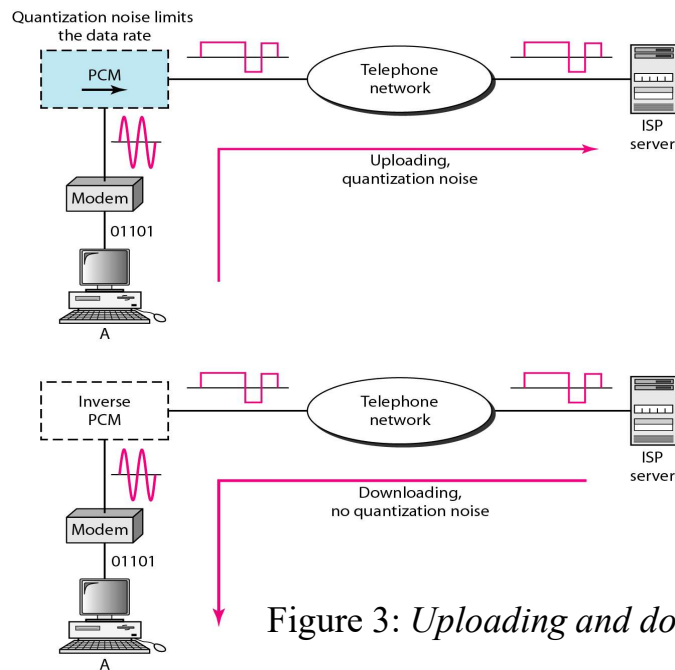 Quantization noise limits
the data rate
PCM
Telephone
network
ISP
server
Uploading,
quantization noise
Modem
01101
A
Inverse
PCM
Telephone
network
ISP
server
Downloading,
no quantization noise
Modem
01101
A
Figure 3: Uploading and do